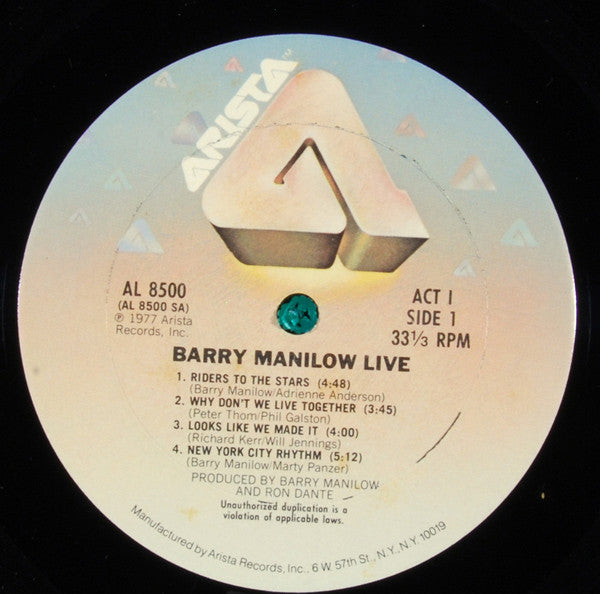 ARISTA™
AL 8500
(AL 8500 SA)
℗ 1977 Arista
Records, Inc.
ACT I
SIDE 1
33⅓ RPM
BARRY MANILOW LIVE
1. RIDERS TO THE STARS (4:48)
(Barry Manilow/Adrienne Anderson)
2. WHY DON'T WE LIVE TOGETHER (3:45)
(Peter Thom/Phil Galston)
3. LOOKS LIKE WE MADE IT (4:00)
(Richard Kerr/Will Jennings)
4. NEW YORK CITY RHYTHM (5:12)
(Barry Manilow/Marty Panzer)
PRODUCED BY BARRY MANILOW
AND RON DANTE
Unauthorized duplication is a
violation of applicable laws.
Manufactured by Arista Records, Inc., 6 W. 57th St., N.Y., N.Y. 10019